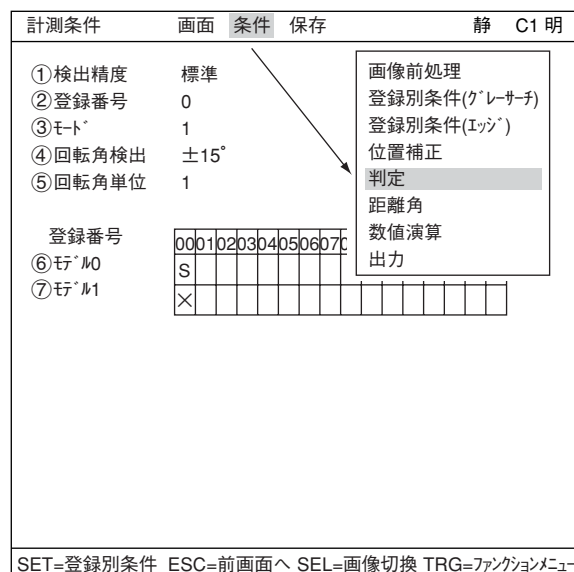 計測条件 画面 条件 保存 静 C1 明
①検出精度 標準
②登録番号 0
③ﾓｰﾄﾞ 1
④回転角検出 ±15°
⑤回転角単位 1
画像前処理
登録別条件(ｸﾞﾚｰｻｰﾁ)
登録別条件(ｴｯｼﾞ)
位置補正
判定
距離角
数値演算
出力
登録番号 00 01 02 03 04 05 06 07
⑥ﾓﾃﾞﾙ0 S
⑦ﾓﾃﾞﾙ1 ×
SET=登録別条件 ESC=前画面へ SEL=画像切換 TRG=ﾌｧﾝｸｼｮﾝﾒﾆｭｰ